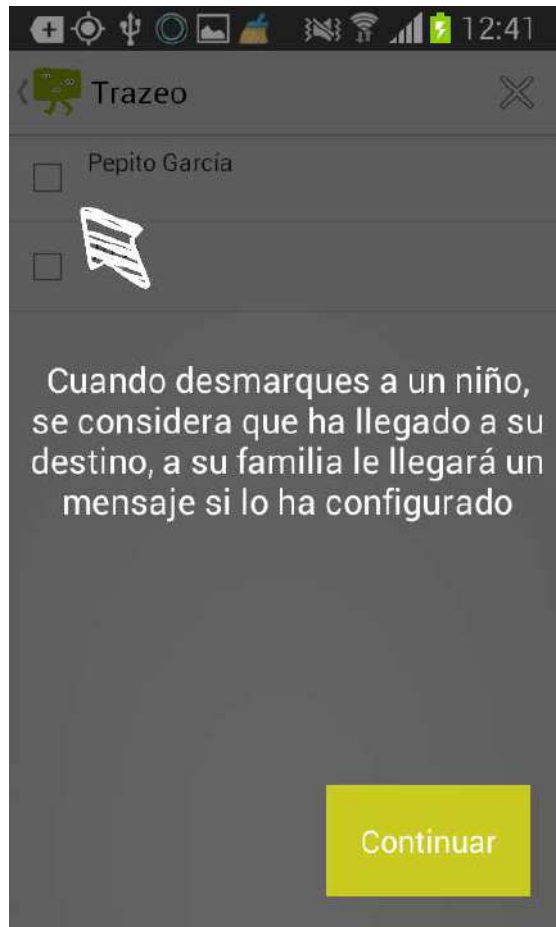 12:41
Trazeo
Pepito García
Cuando desmarques a un niño,
se considera que ha llegado a su
destino, a su familia le llegará un
mensaje si lo ha configurado
Continuar